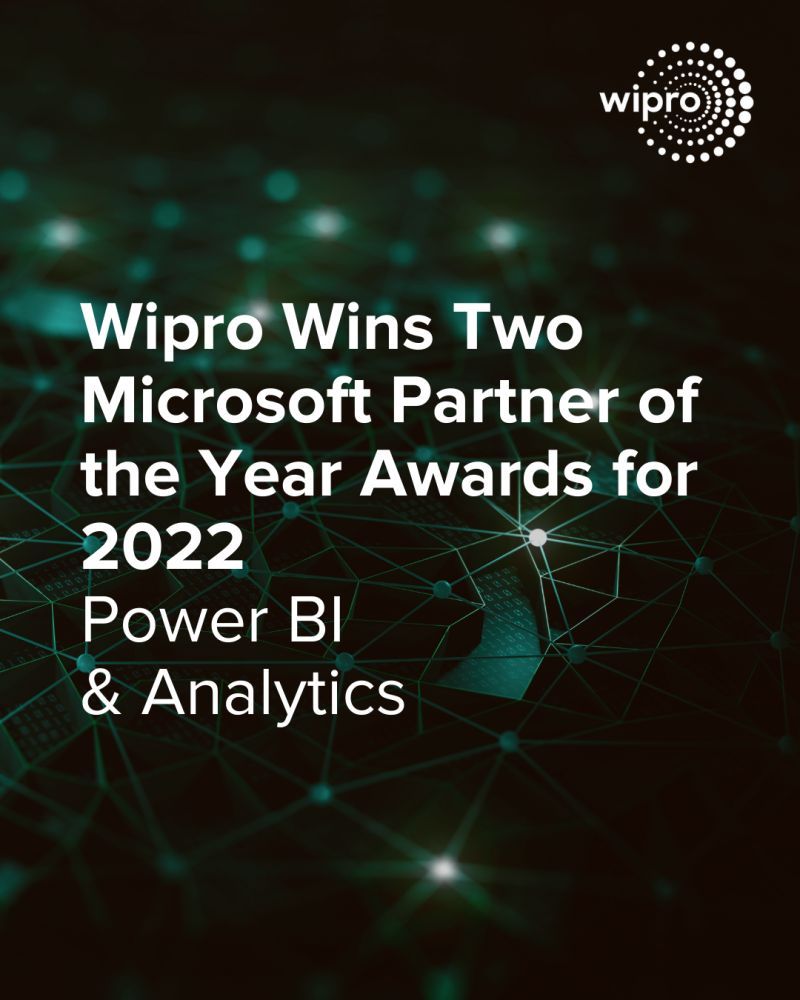 wipro
Wipro Wins Two
Microsoft Partner of
the Year Awards for
2022
Power BI
& Analytics